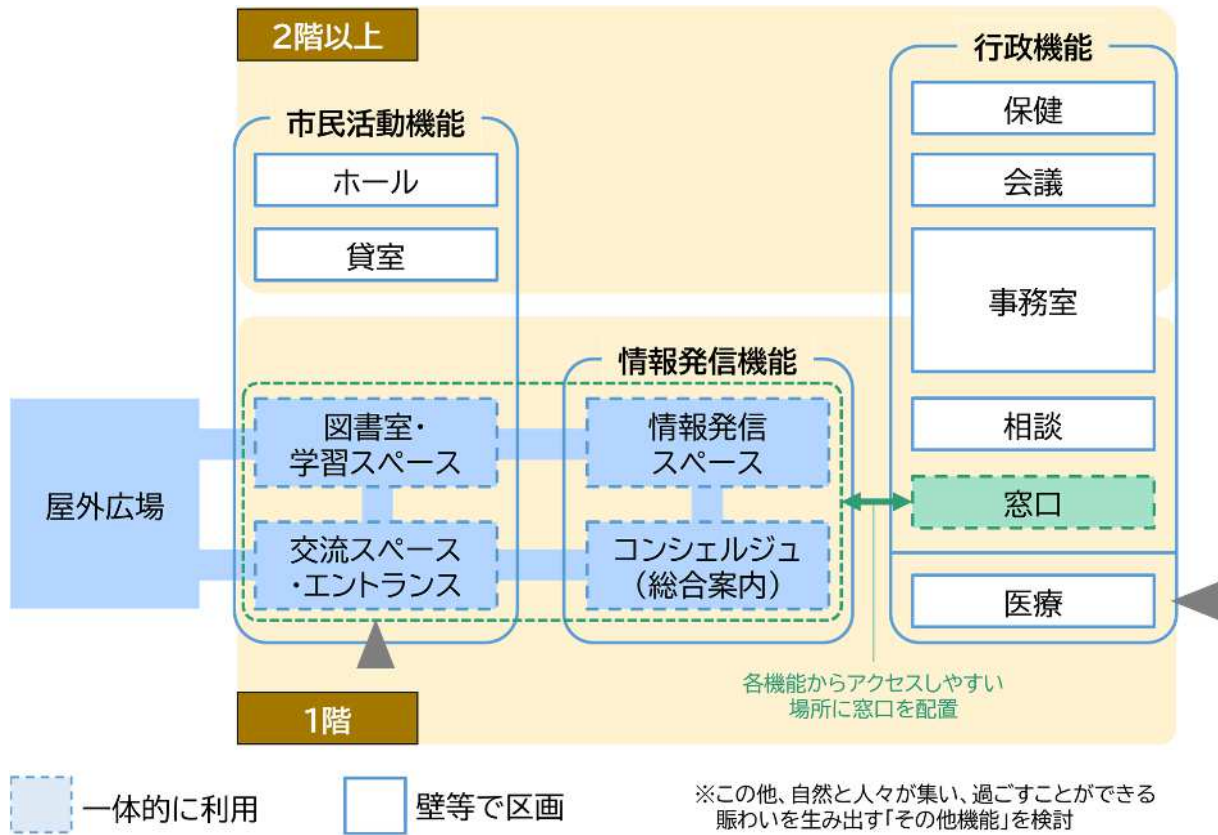 2階以上
行政機能
保健
会議
事務室
相談
窓口
医療
市民活動機能
ホール
貸室
図書室・
学習スペース
交流スペース
・エントランス
情報発信機能
情報発信
スペース
コンシェルジュ
（総合案内）
屋外広場
各機能からアクセスしやすい
場所に窓口を配置
1階
一体的に利用
壁等で区画
※この他、自然と人々が集い、過ごすことができる
賑わいを生み出す「その他機能」を検討